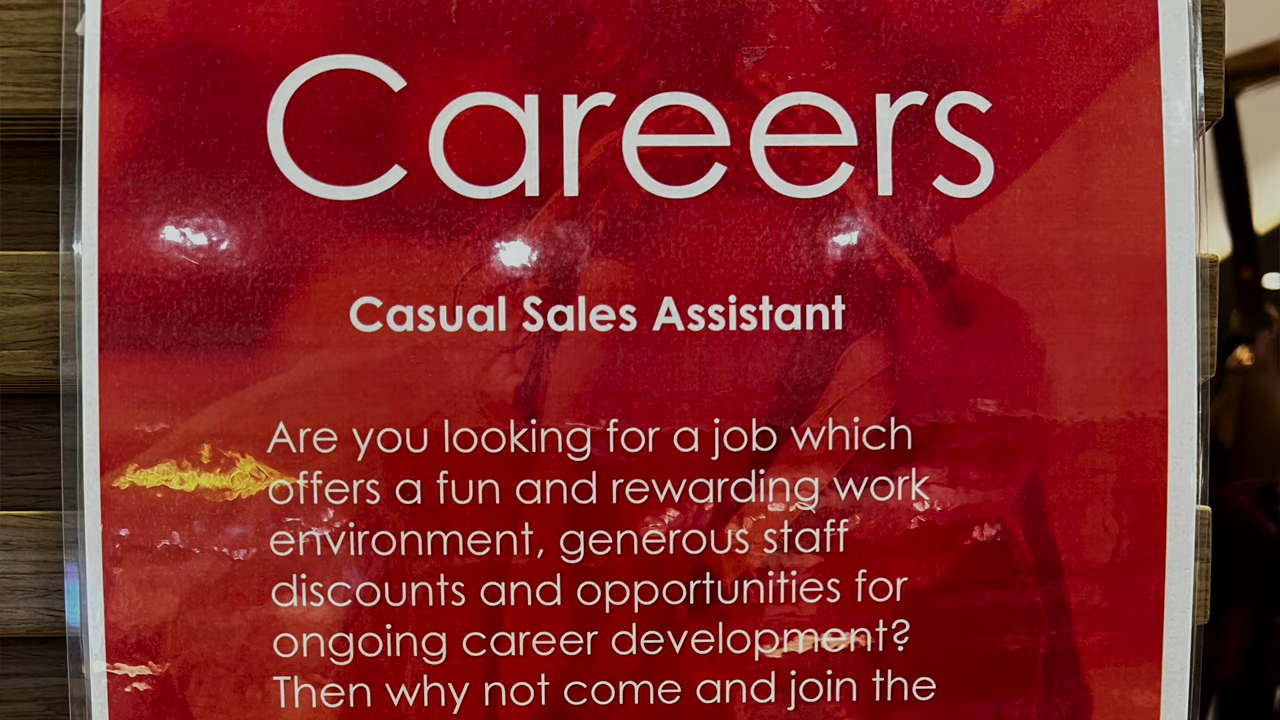 Careers
Casual Sales Assistant
Are you looking for a job which
offers a fun and rewarding work
environment, generous staff
discounts and opportunities for
ongoing career development?
Then why not come and join the